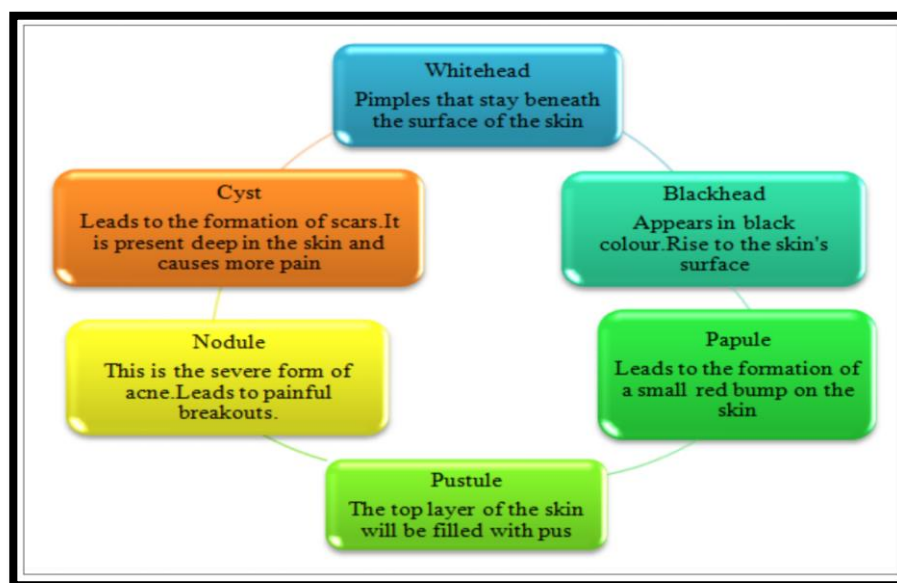 Whitehead
Pimples that stay beneath
the surface of the skin
Blackhead
Appears in black
colour.Rise to the skin's
surface
Papule
Leads to the formation of
a small red bump on the
skin
Pustule
The top layer of the skin
will be filled with pus
Nodule
This is the severe form of
acne.Leads to painful
breakouts.
Cyst
Leads to the formation of scars.It
is present deep in the skin and
causes more pain